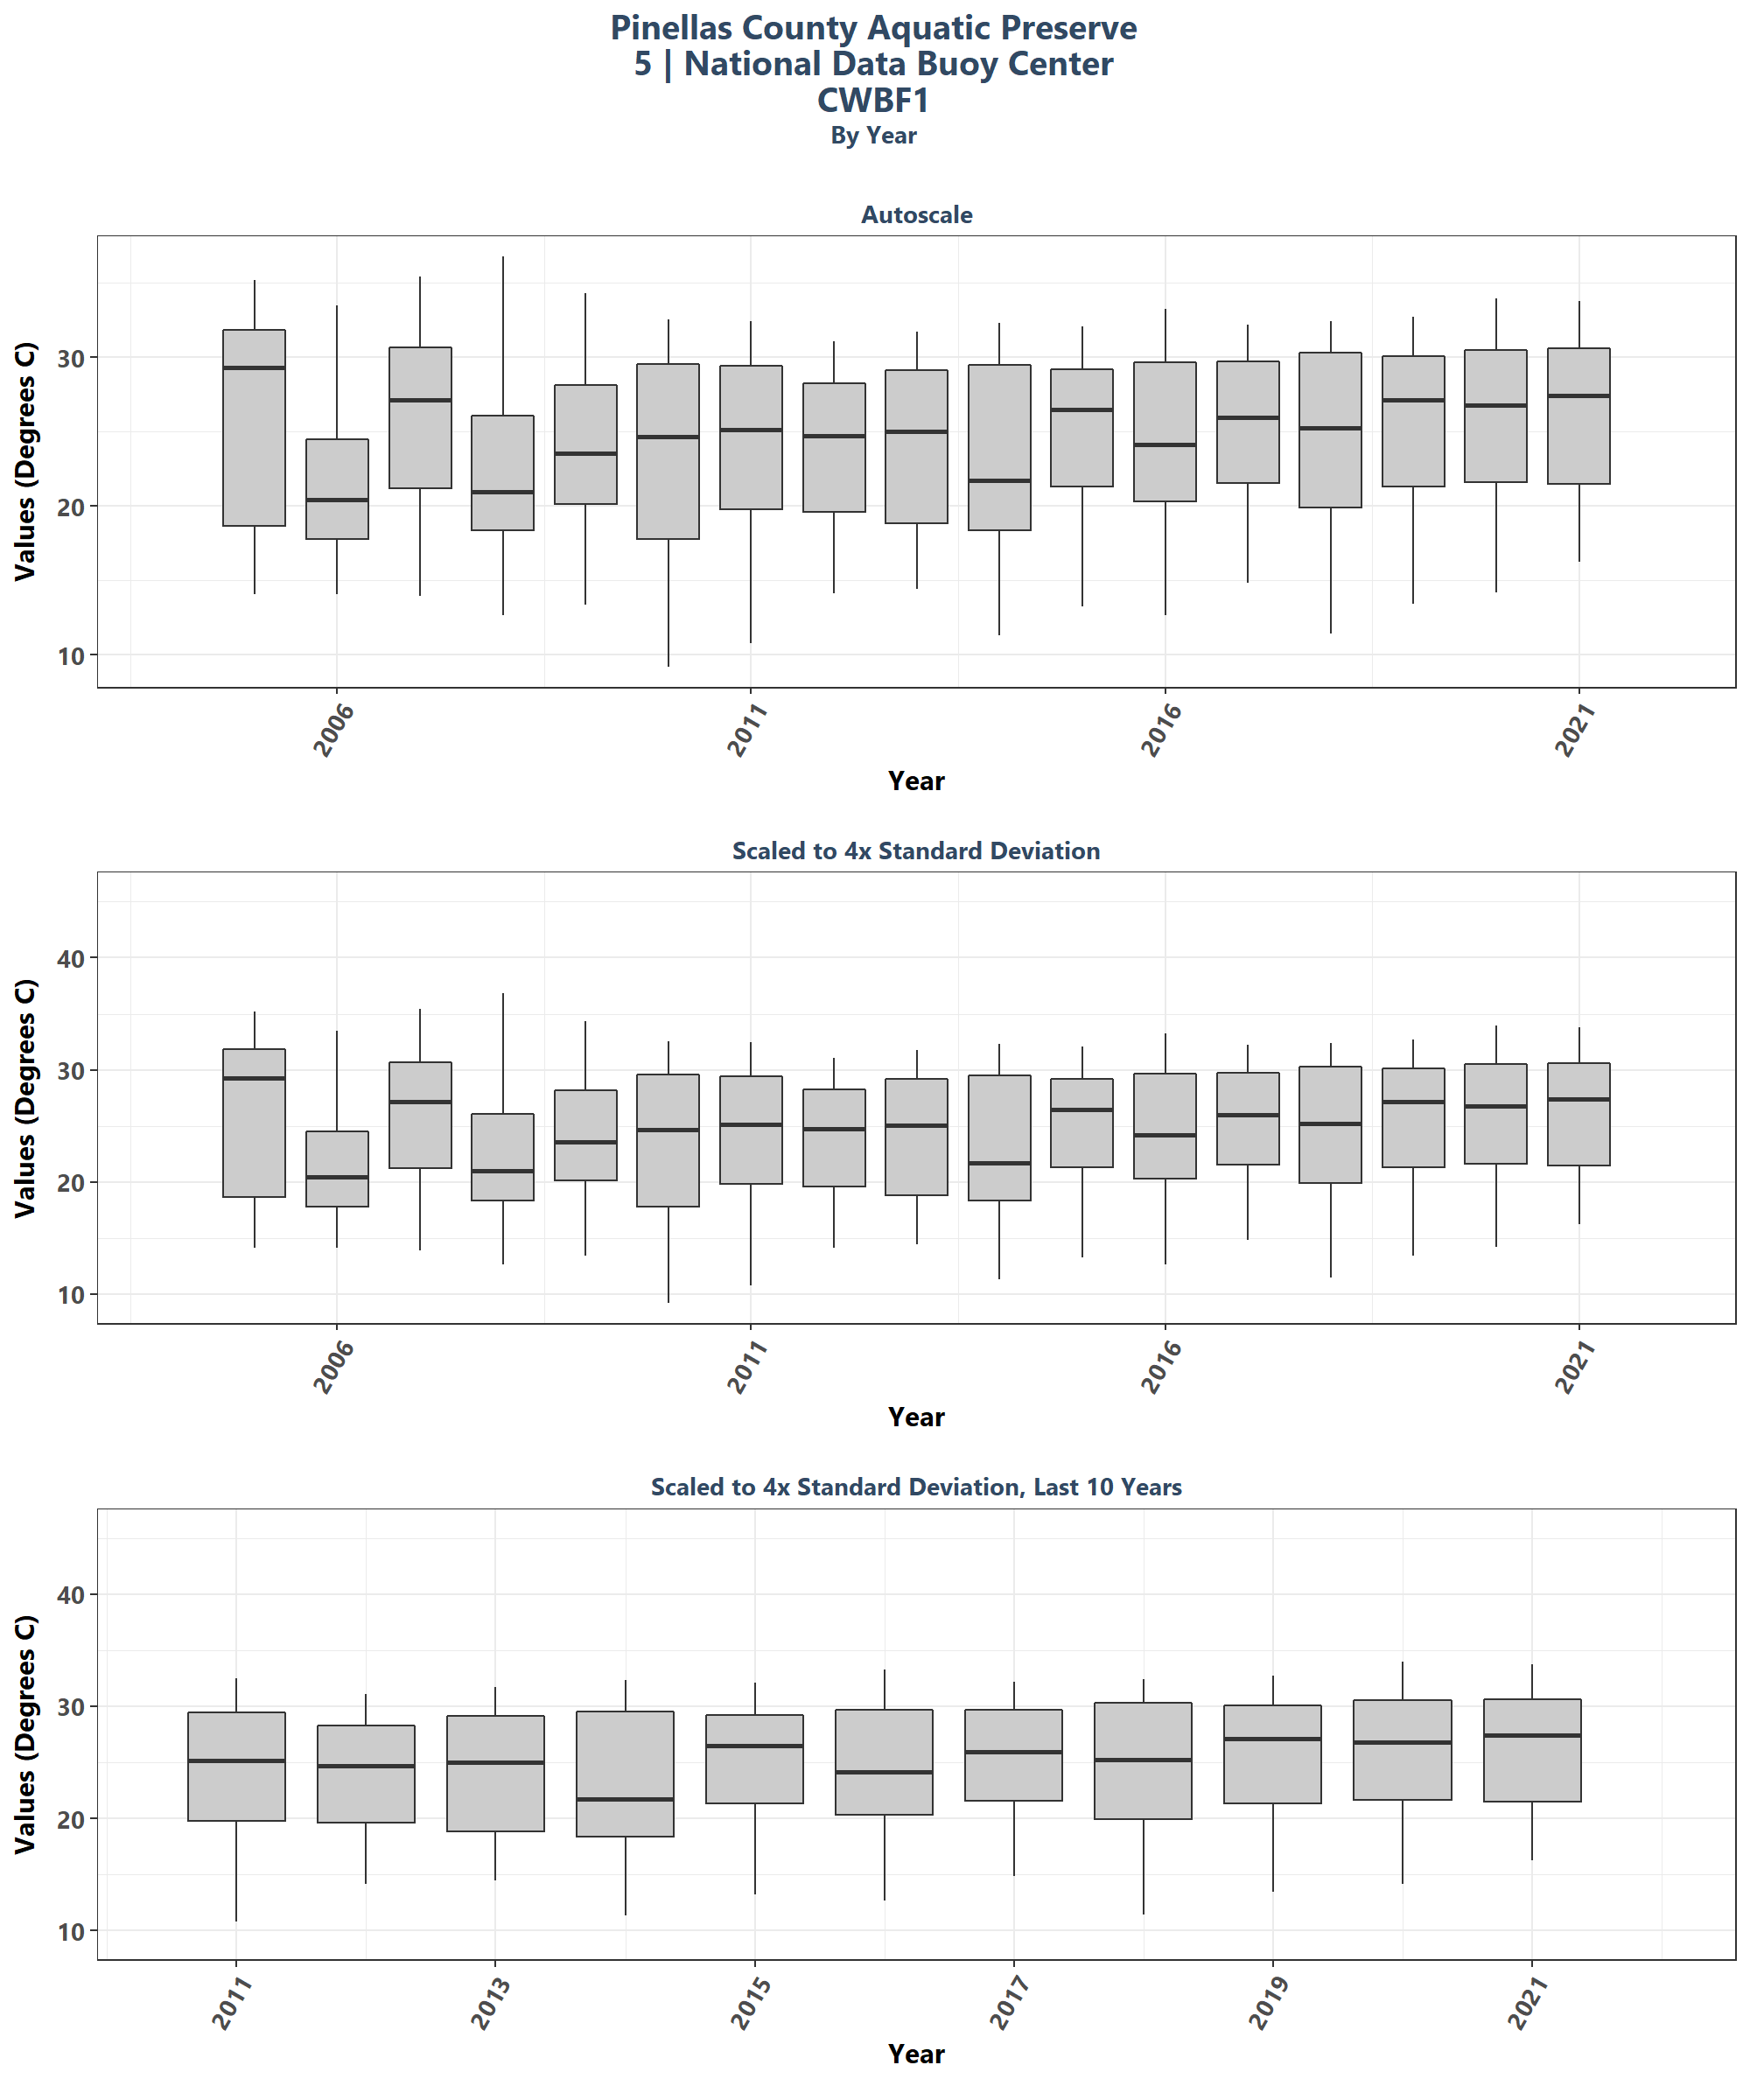 Pinellas County Aquatic Preserve
5 | National Data Buoy Center
CWBF1
By Year
Autoscale
Values (Degrees C)
30
20
10
2006
2011
2016
2021
Year
Scaled to 4x Standard Deviation
Values (Degrees C)
40
30
20
10
2006
2011
2016
2021
Year
Scaled to 4x Standard Deviation, Last 10 Years
Values (Degrees C)
40
30
20
10
2011
2013
2015
2017
2019
2021
Year